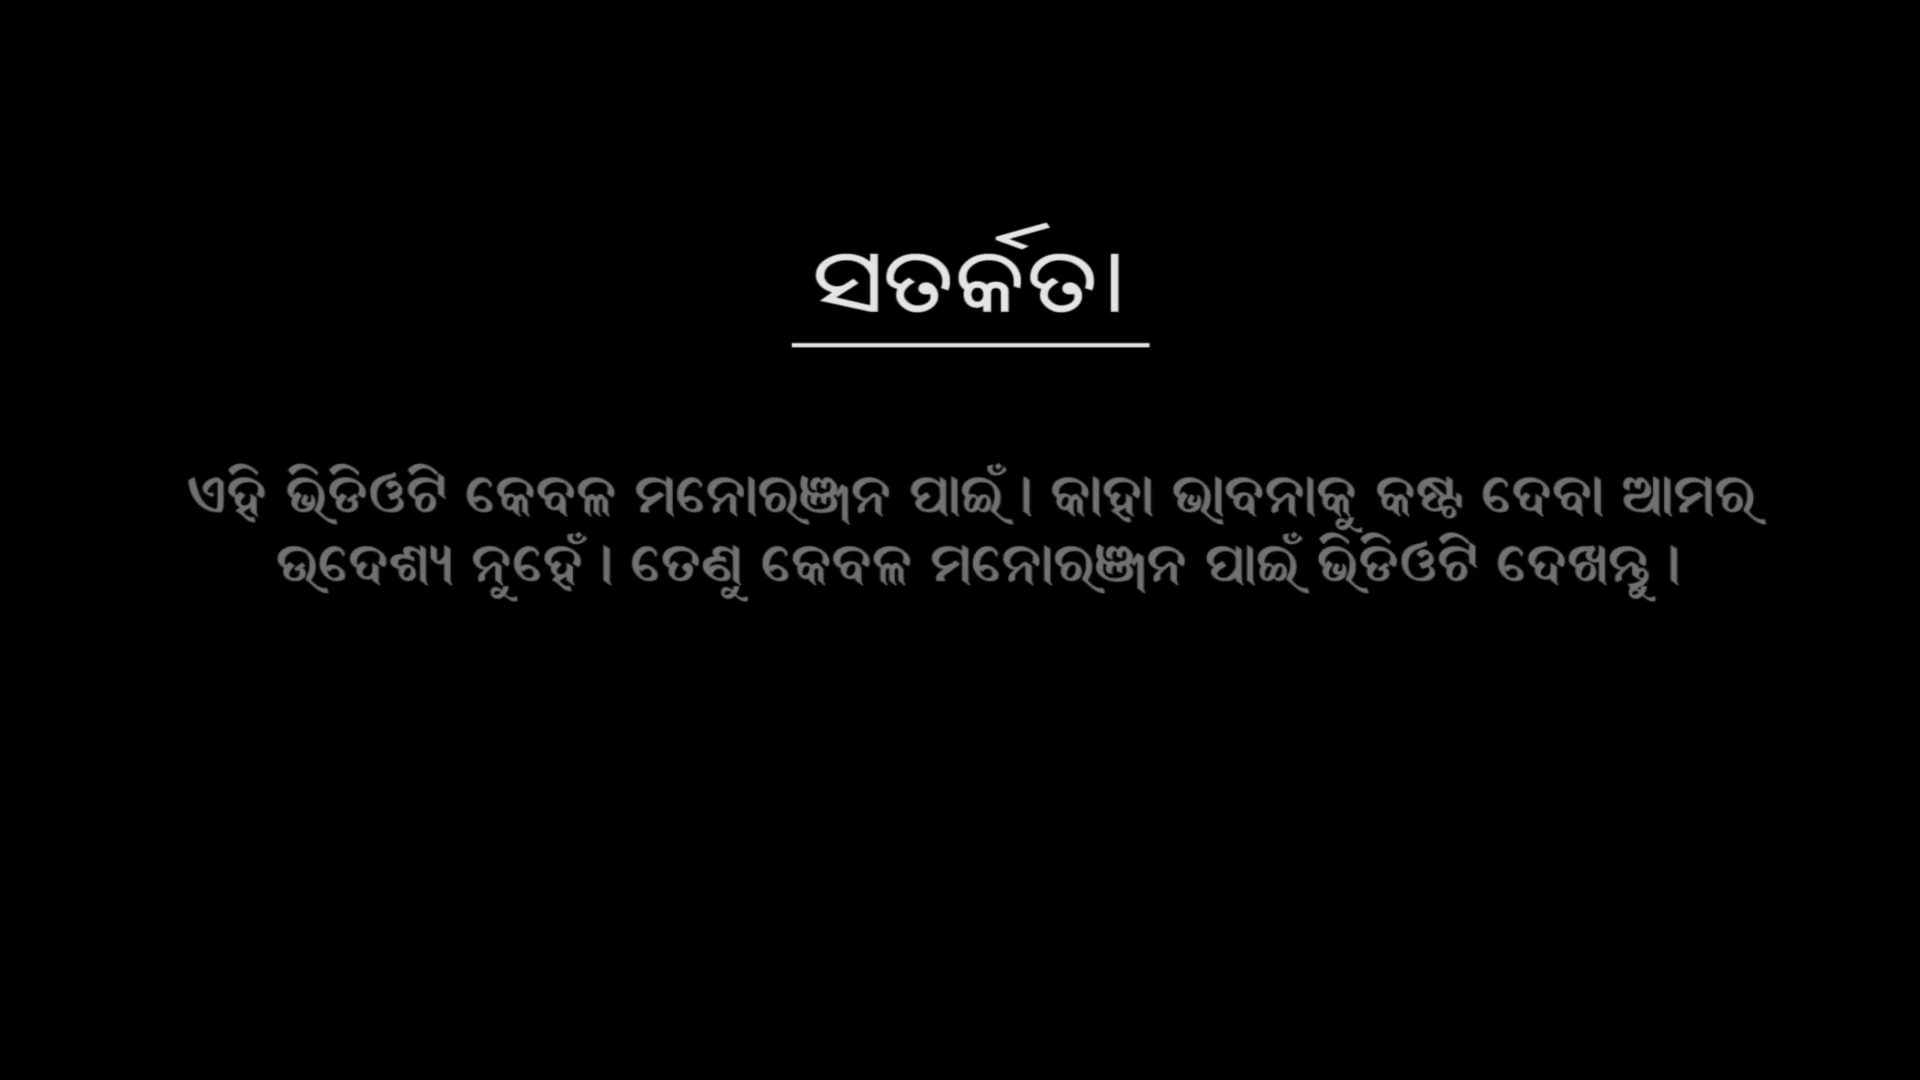 ସତର୍କତା
ଏହି ଭିଡିଓଟି କେବଳ ମନୋରଞ୍ଜନ ପାଇଁ । କାହା ଭାବନାକୁ କଷ୍ଟ ଦେବା ଆମର
ଉଦେଶ୍ୟ ନୁହେଁ । ତେଣୁ କେବଳ ମନୋରଞ୍ଜନ ପାଇଁ ଭିଡିଓଟି ଦେଖନ୍ତୁ ।